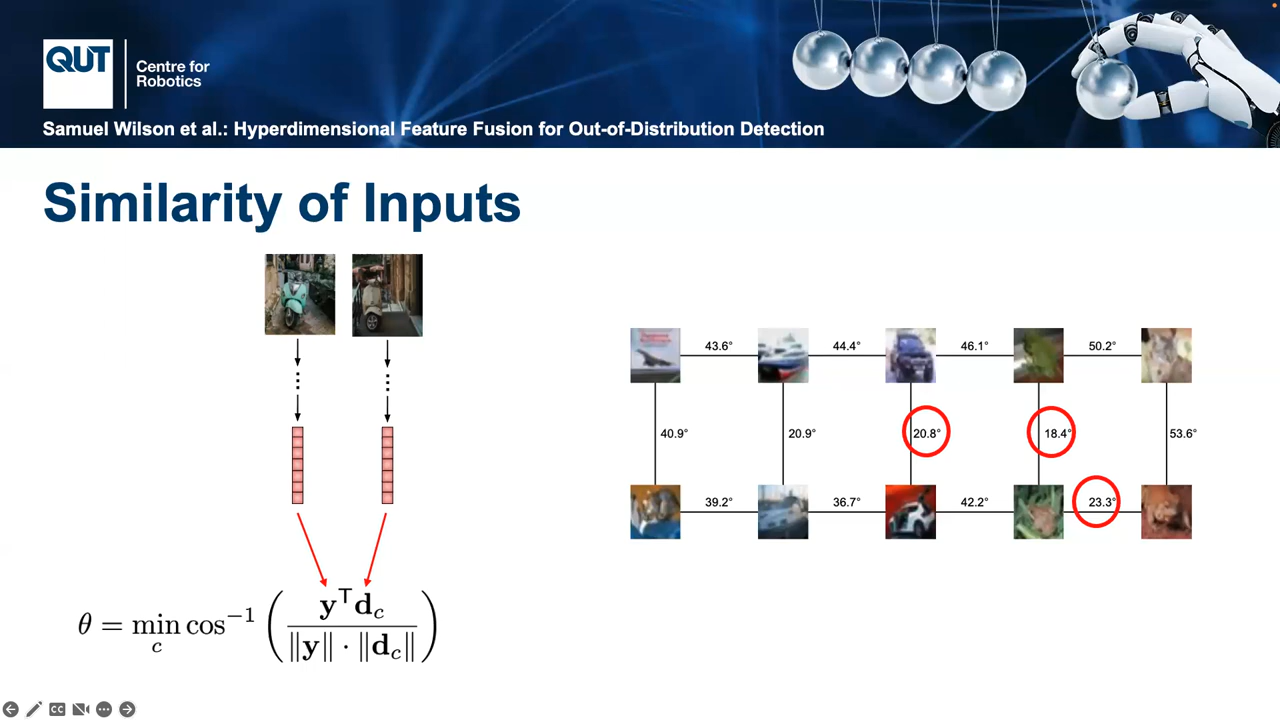 QUT
Centre for
Robotics
Samuel Wilson et al.: Hyperdimensional Feature Fusion for Out-of-Distribution Detection
Similarity of Inputs
43.6°
44.4°
46.1°
50.2°
40.9°
20.9°
20.8°
18.4°
53.6°
39.2°
36.7°
42.2°
23.3°
θ = min_c cos⁻¹ ( yᵀd_c / ‖y‖ · ‖d_c‖ )
CC